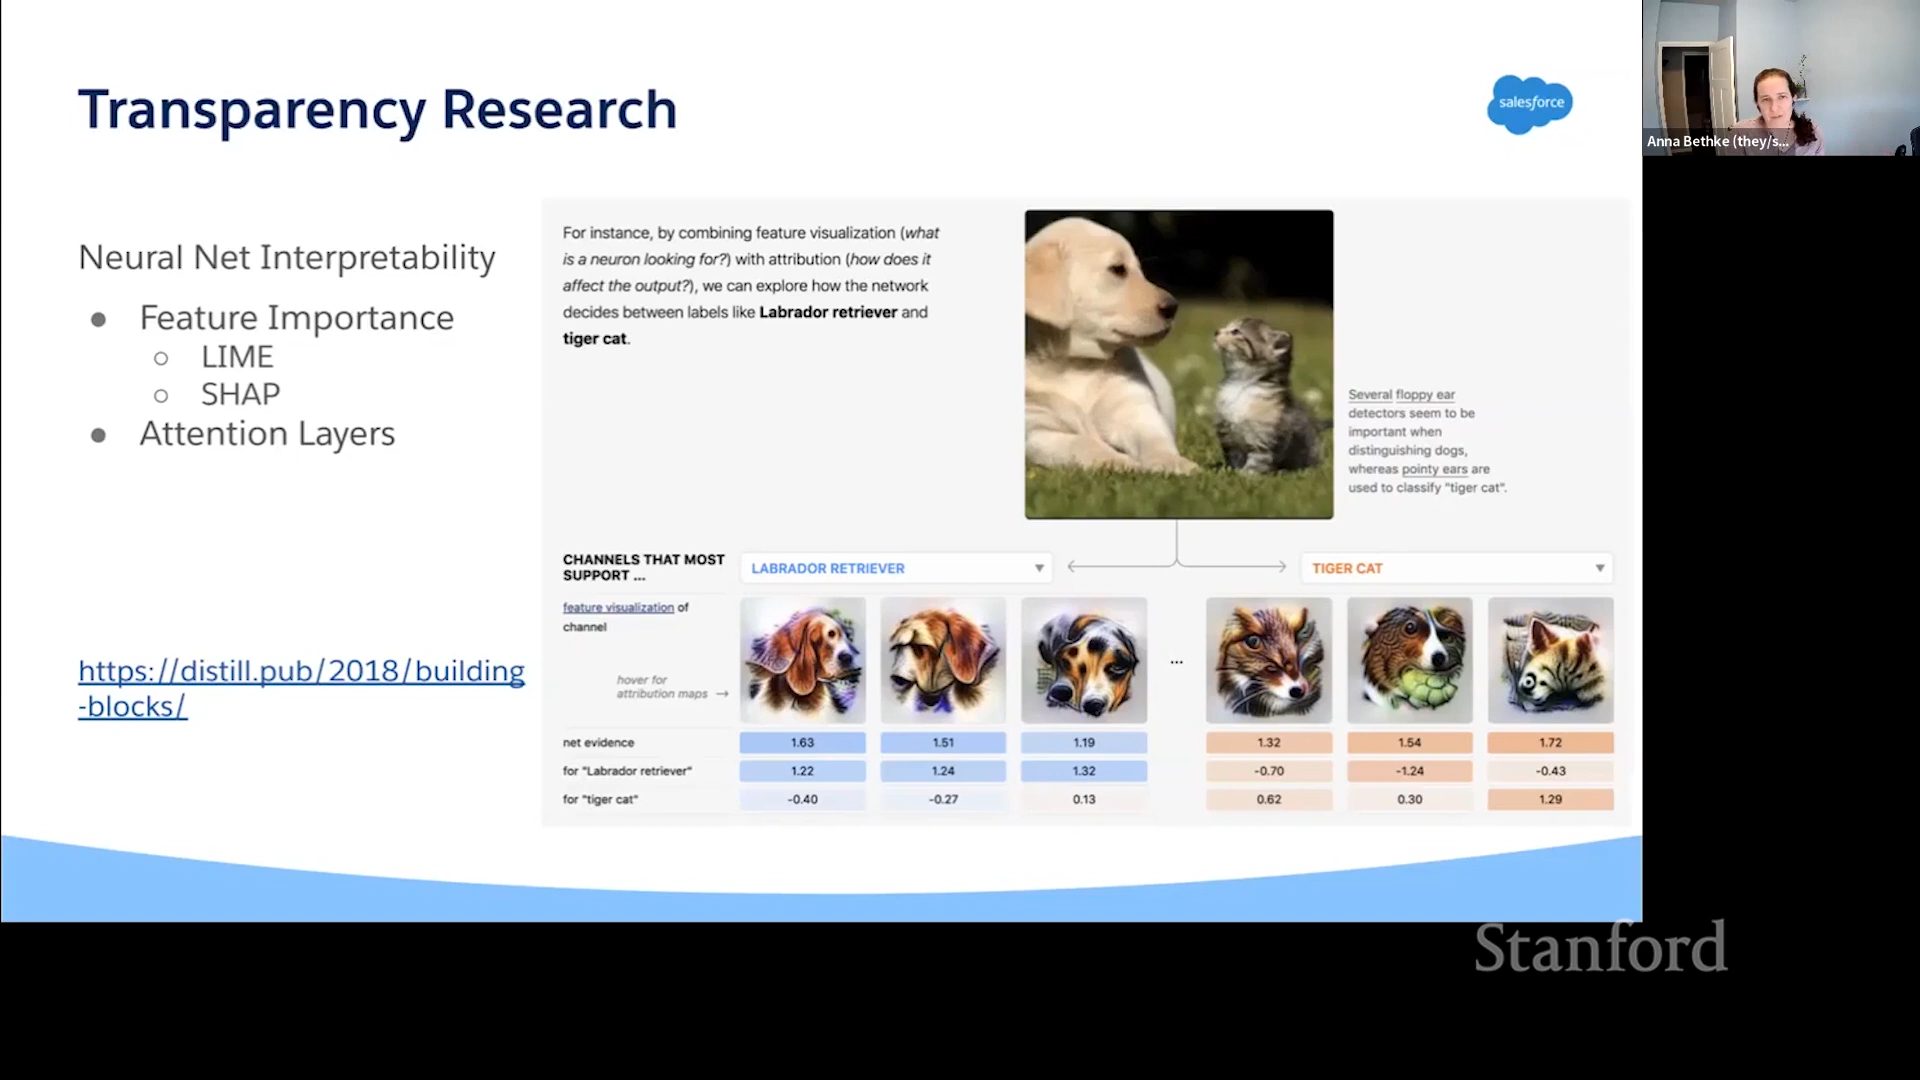 Transparency Research
salesforce
Anna Bethke (they/s...
Neural Net Interpretability
● Feature Importance
○ LIME
○ SHAP
● Attention Layers
https://distill.pub/2018/building
-blocks/
For instance, by combining feature visualization (what
is a neuron looking for?) with attribution (how does it
affect the output?), we can explore how the network
decides between labels like Labrador retriever and
tiger cat.
Several floppy ear
detectors seem to be
important when
distinguishing dogs,
whereas pointy ears are
used to classify "tiger cat".
CHANNELS THAT MOST
SUPPORT ...
LABRADOR RETRIEVER
TIGER CAT
feature visualization of
channel
hover for
attribution maps →
...
net evidence 1.63 1.51 1.19 1.32 1.54 1.72
for "Labrador retriever" 1.22 1.24 1.32 -0.70 -1.24 -0.43
for "tiger cat" -0.40 -0.27 0.13 0.62 0.30 1.29
Stanford